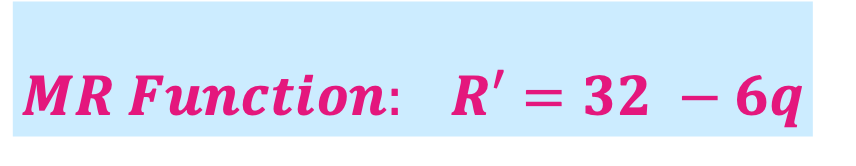 MR Function: R′ = 32 − 6q